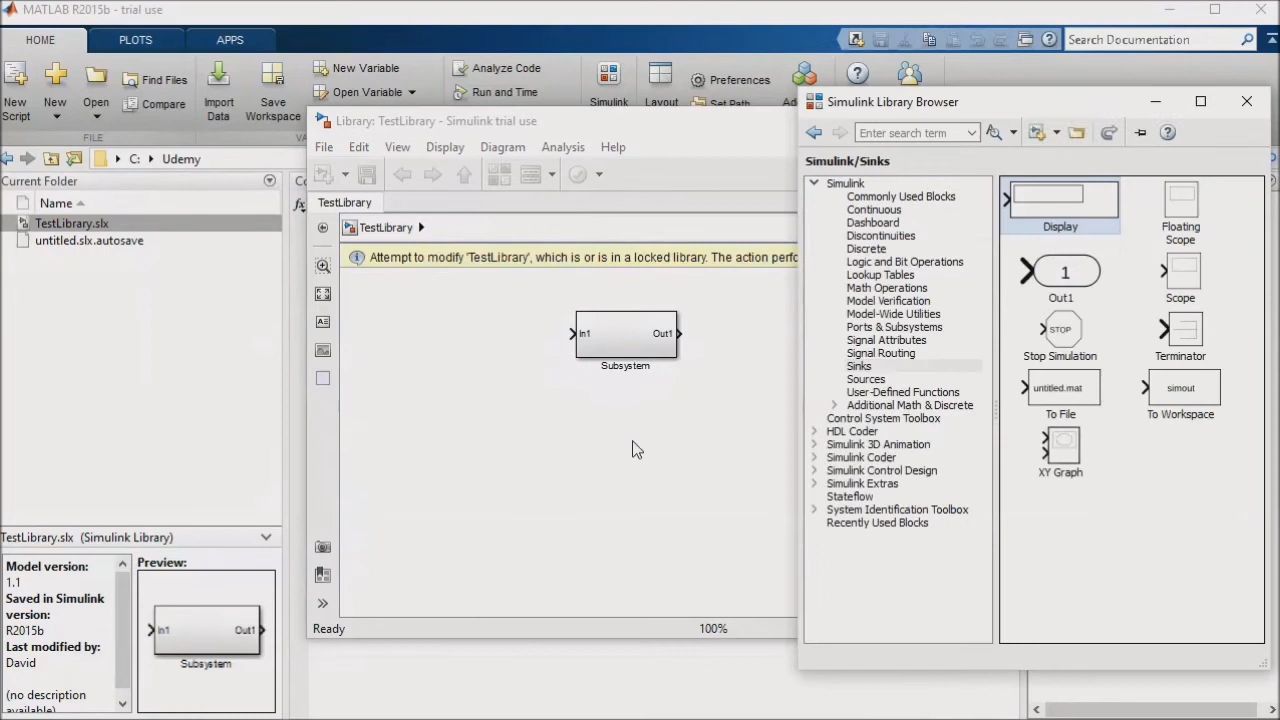 MATLAB R2015b - trial use
HOME
PLOTS
APPS
Search Documentation
New Script
New
Open
Find Files
Compare
Import Data
Save Workspace
New Variable
Open Variable
Analyze Code
Run and Time
Simulink
Layout
Preferences
Set Path
FILE
C:
Udemy
Current Folder
Name
TestLibrary.slx
untitled.slx.autosave
TestLibrary.slx (Simulink Library)
Model version:
1.1
Saved in Simulink
version:
R2015b
Last modified by:
David
(no description
available)
Preview:
In1
Out1
Subsystem
Library: TestLibrary - Simulink trial use
File
Edit
View
Display
Diagram
Analysis
Help
TestLibrary
TestLibrary
Attempt to modify 'TestLibrary', which is or is in a locked library. The action
In1
Out1
Subsystem
Ready
100%
Simulink Library Browser
Enter search term
Simulink/Sinks
Simulink
Commonly Used Blocks
Continuous
Dashboard
Discontinuities
Discrete
Logic and Bit Operations
Lookup Tables
Math Operations
Model Verification
Model-Wide Utilities
Ports & Subsystems
Signal Attributes
Signal Routing
Sinks
Sources
User-Defined Functions
Additional Math & Discrete
Control System Toolbox
HDL Coder
Simulink 3D Animation
Simulink Coder
Simulink Control Design
Simulink Extras
Stateflow
System Identification Toolbox
Recently Used Blocks
Display
Floating
Scope
1
Out1
Scope
STOP
Stop Simulation
Terminator
untitled.mat
To File
simout
To Workspace
XY Graph